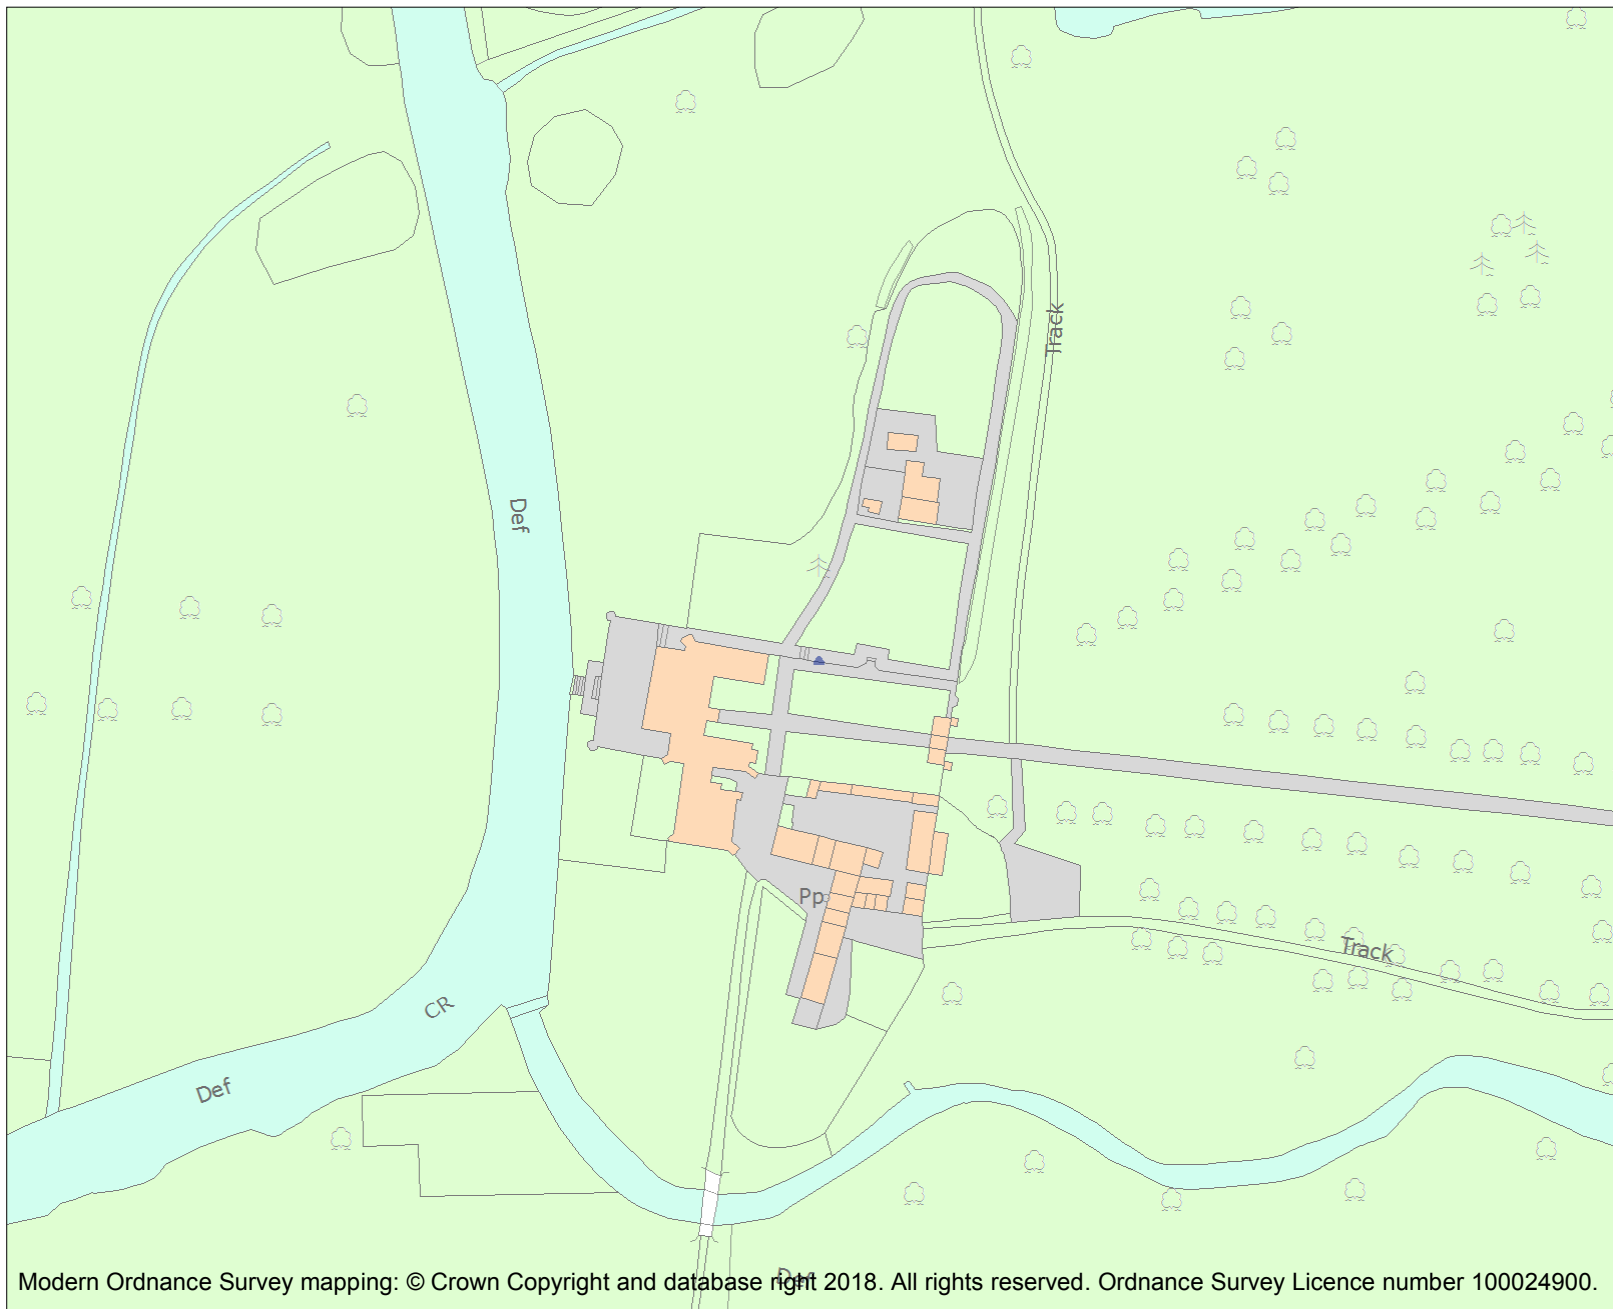 Track
Def
Pp
Track
CR
Def
Def
Modern Ordnance Survey mapping: © Crown Copyright and database right 2018. All rights reserved. Ordnance Survey Licence number 100024900.